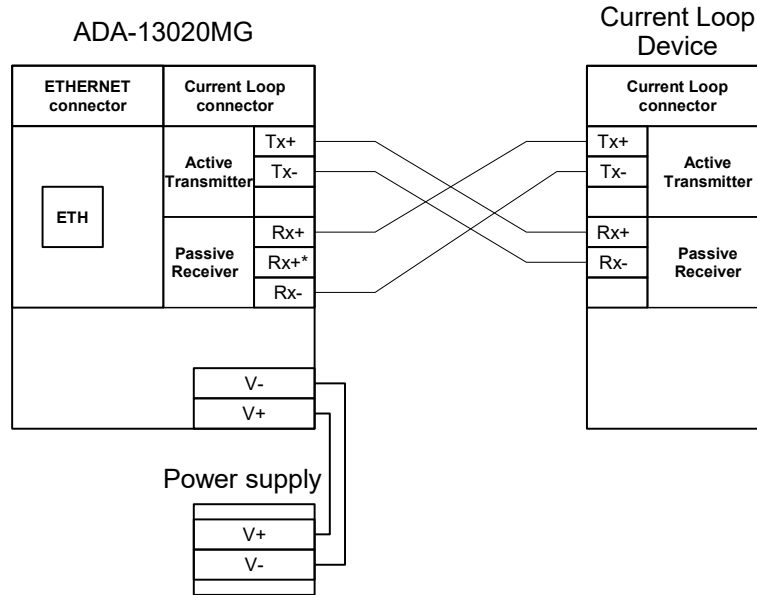 ADA-13020MG
Current Loop
Device
ETHERNET
connector
Current Loop
connector
Active
Transmitter
Tx+
Tx-
ETH
Passive
Receiver
Rx+
Rx+*
Rx-
V-
V+
Current Loop
connector
Tx+
Tx-
Active
Transmitter
Rx+
Rx-
Passive
Receiver
Power supply
V+
V-